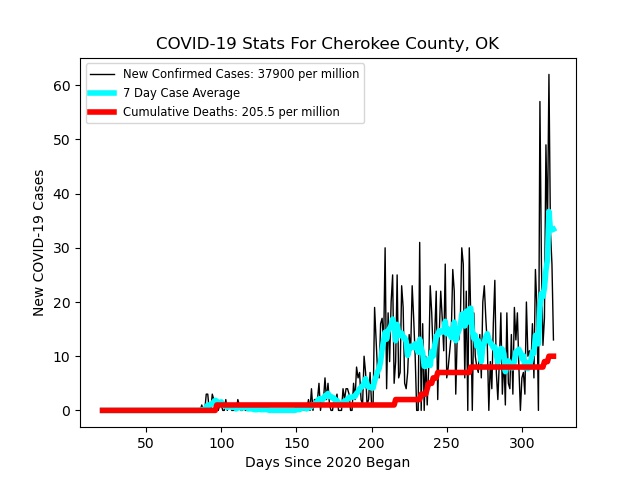 COVID-19 Stats For Cherokee County, OK
New Confirmed Cases: 37900 per million
7 Day Case Average
Cumulative Deaths: 205.5 per million
New COVID-19 Cases
60
50
40
30
20
10
0
50 100 150 200 250 300
Days Since 2020 Began